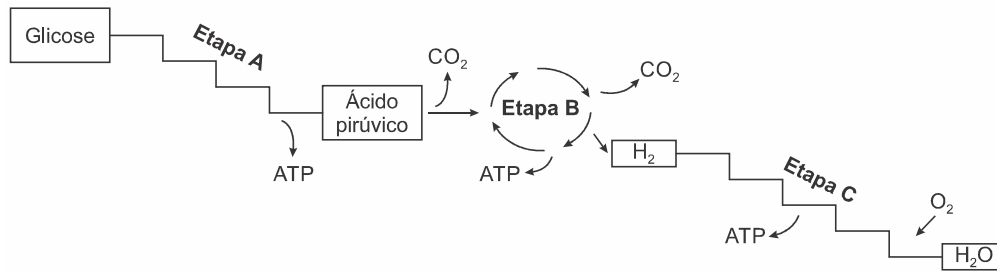 Glicose
Etapa A
ATP
Ácido
pirúvico
CO₂
Etapa B
CO₂
ATP
H₂
Etapa C
ATP
O₂
H₂O